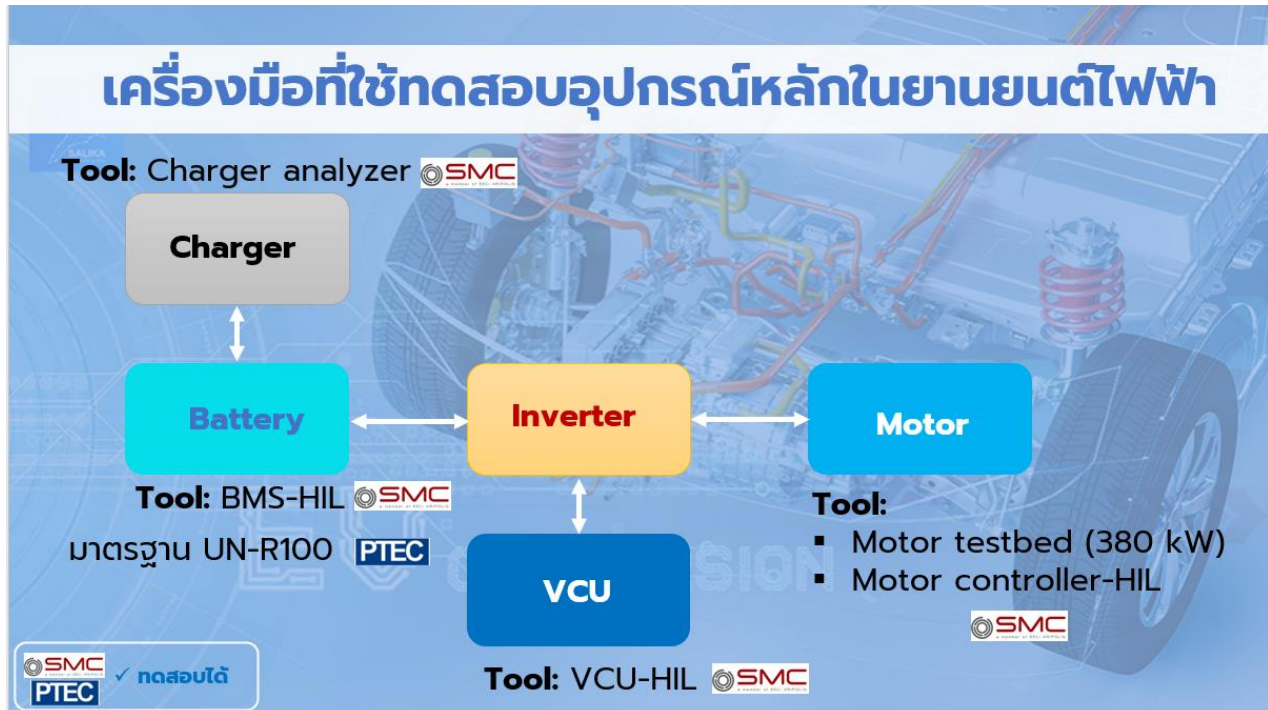 เครื่องมือที่ใช้ทดสอบอุปกรณ์หลักในยานยนต์ไฟฟ้า
SALIKA
Tool: Charger analyzer SMC
Charger
Battery
Inverter
Motor
Tool: BMS-HIL SMC
มาตรฐาน UN-R100 PTEC
VCU
Tool:
▪ Motor testbed (380 kW)
▪ Motor controller-HIL
SMC
Tool: VCU-HIL SMC
SMC
PTEC
✓ ทดสอบได้